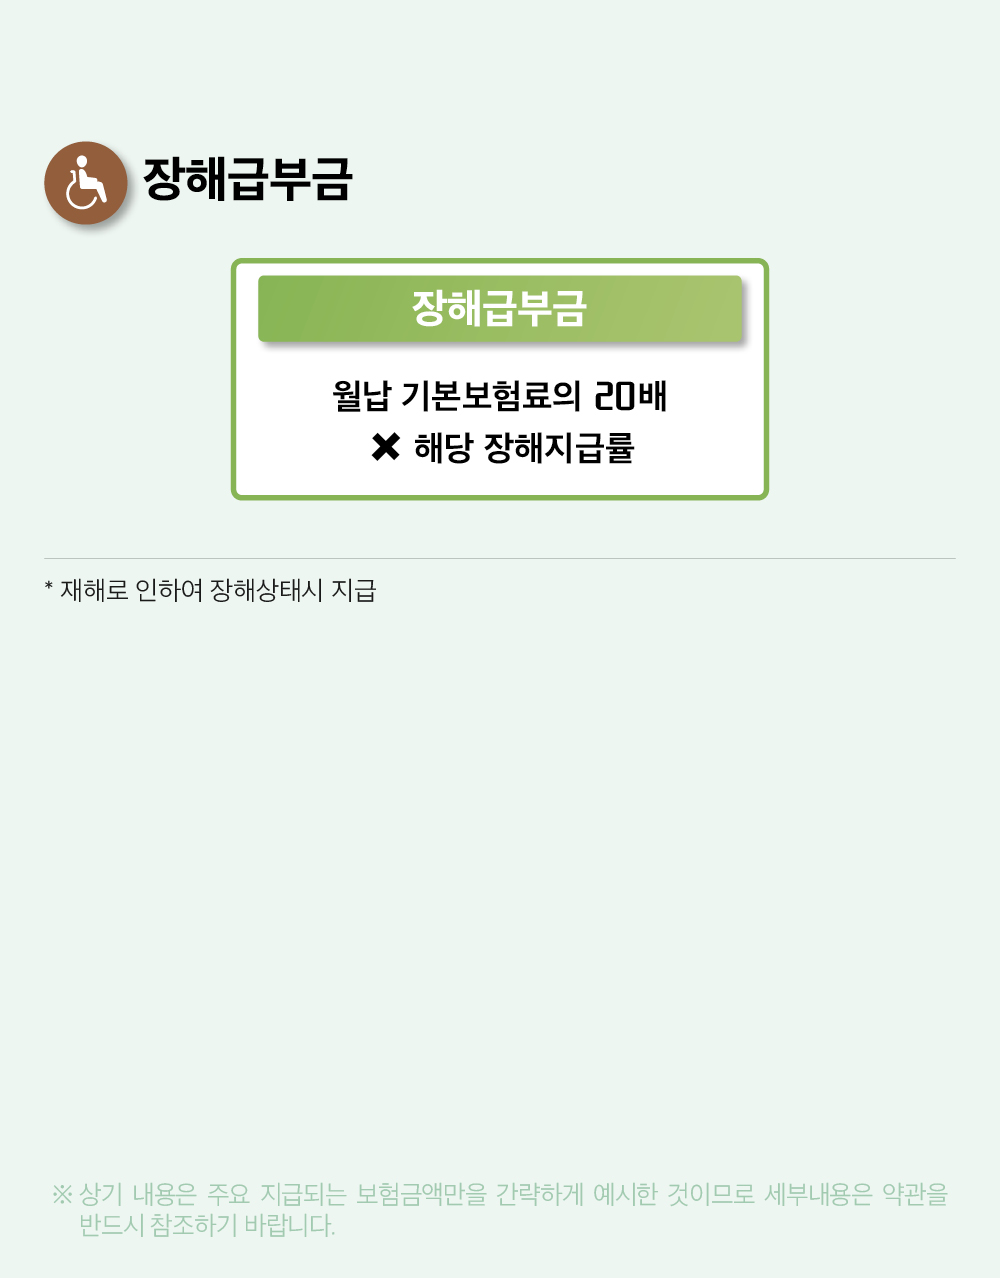 장해급부금
장해급부금
월납 기본보험료의 20배
✖ 해당 장해지급률
* 재해로 인하여 장해상태시 지급
※ 상기 내용은 주요 지급되는 보험금액만을 간략하게 예시한 것이므로 세부내용은 약관을
반드시 참조하기 바랍니다.